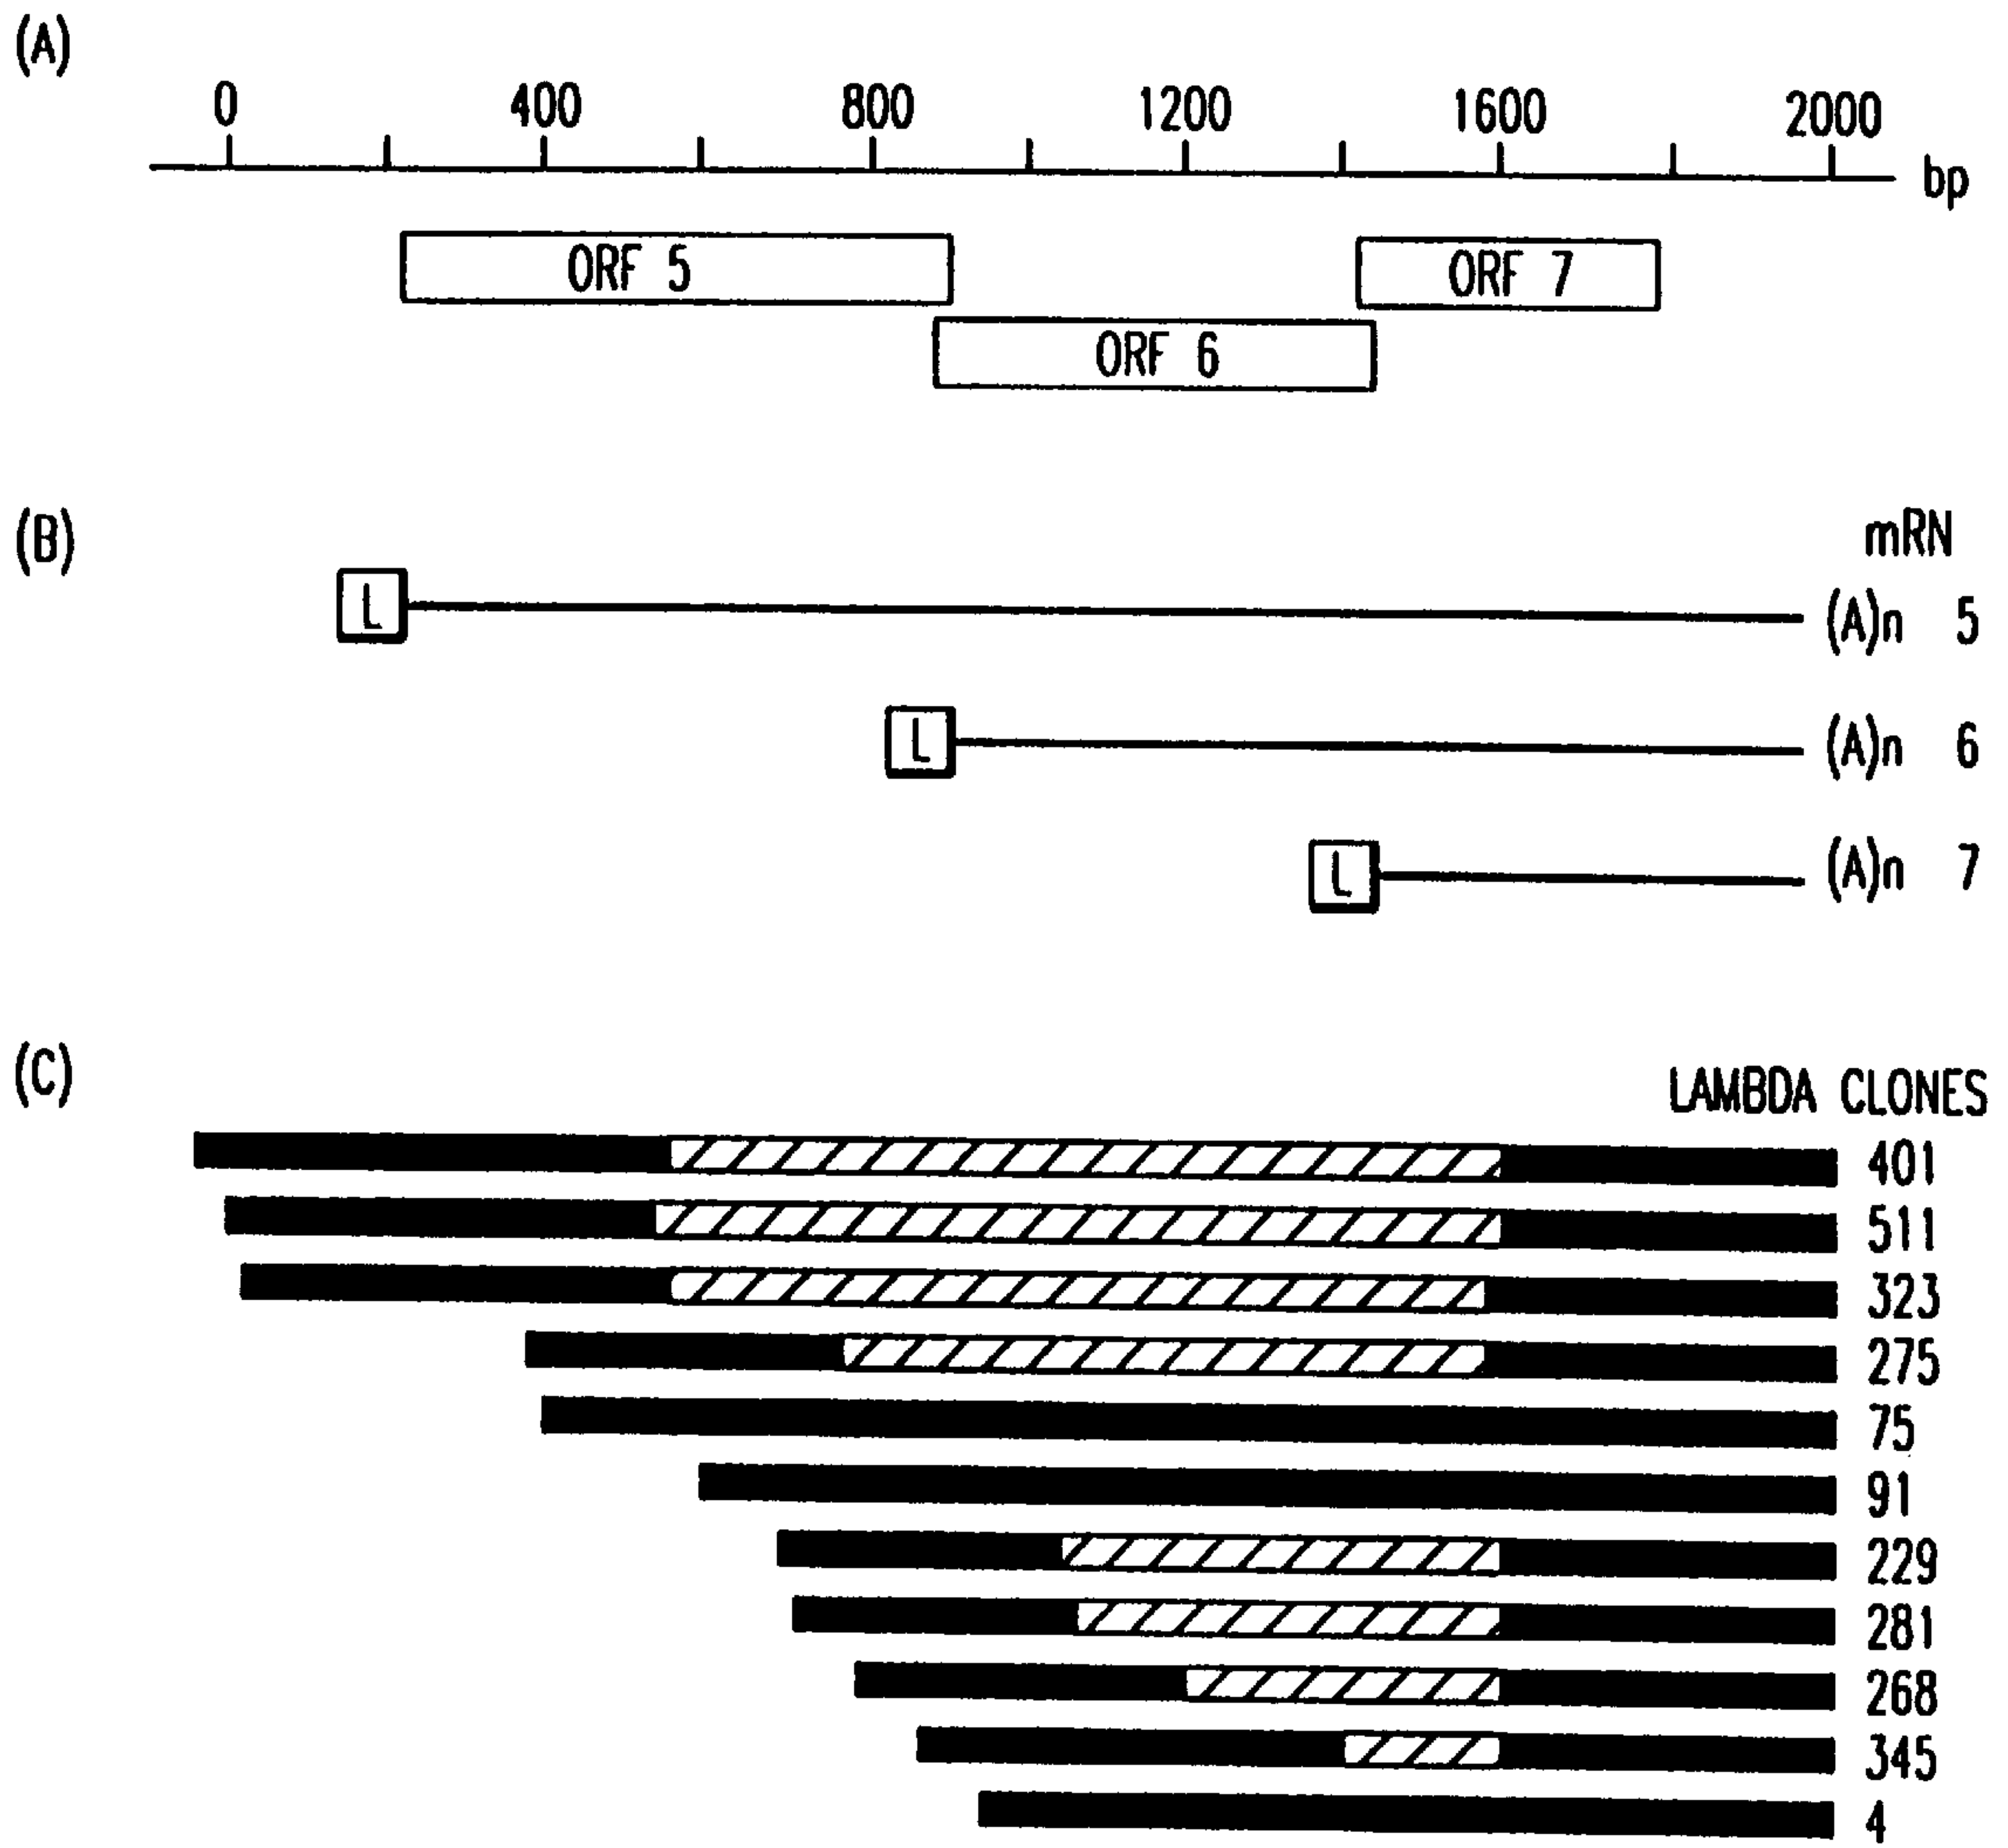 (A)
0 400 800 1200 1600 2000
bp
ORF 5 ORF 7
ORF 6
(B)
mRN
L (A)n 5
L (A)n 6
L (A)n 7
(C)
LAMBDA CLONES
401
511
323
275
75
91
229
281
268
345
4